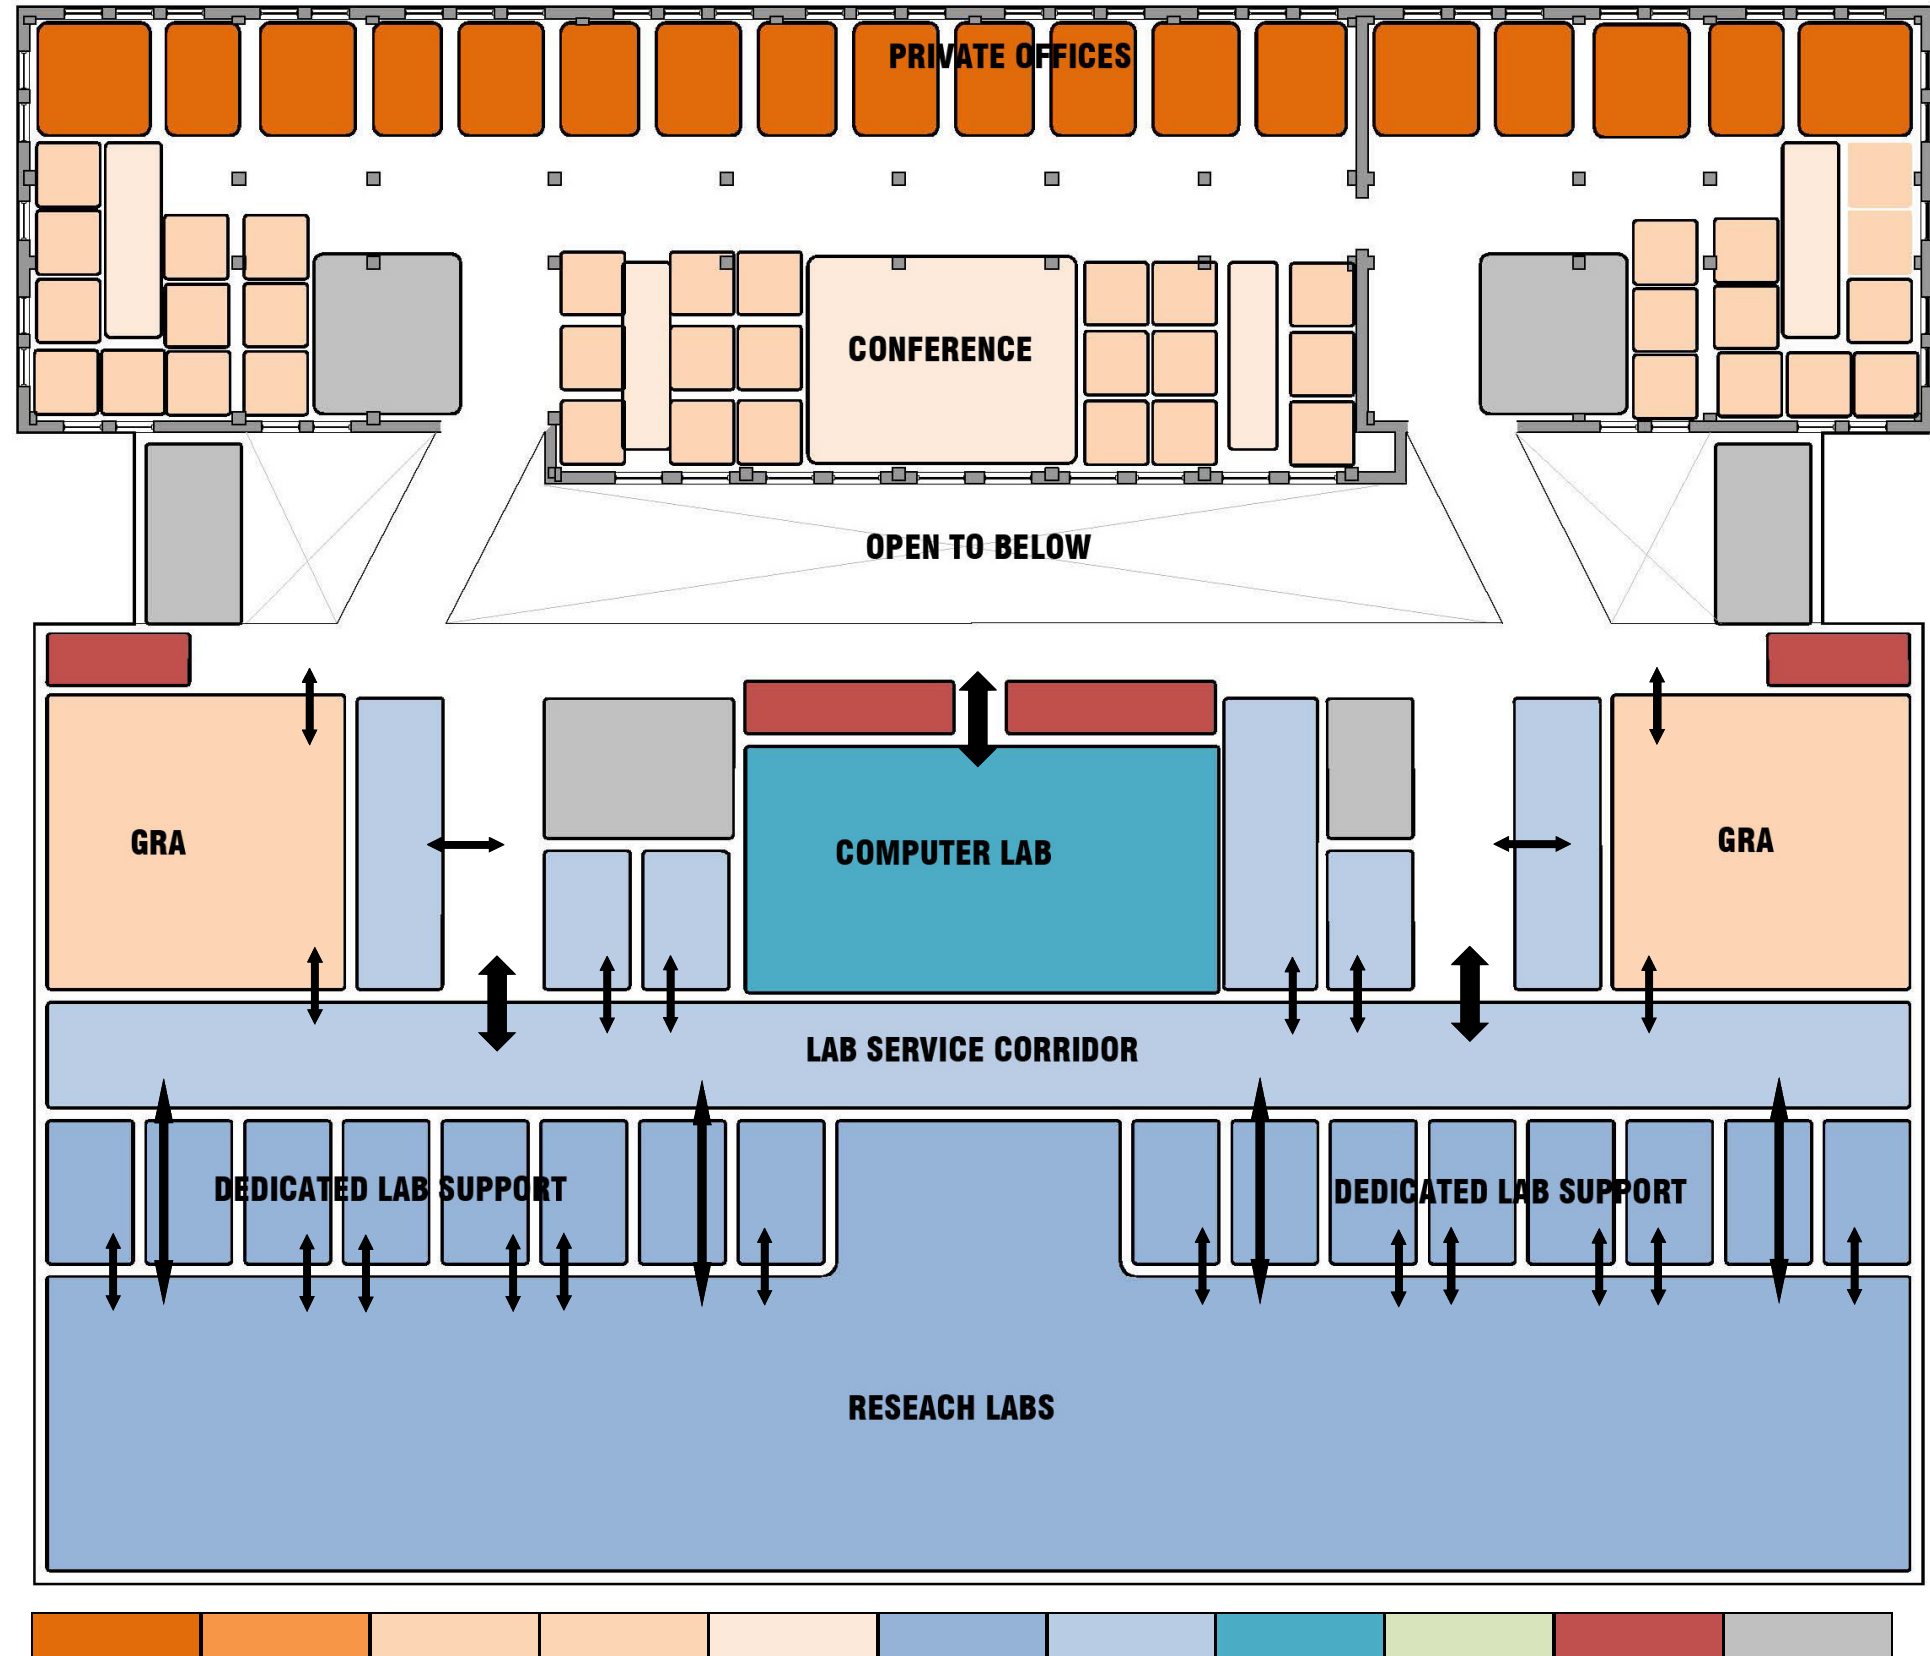 PRIVATE OFFICES
CONFERENCE
OPEN TO BELOW
GRA
COMPUTER LAB
GRA
LAB SERVICE CORRIDOR
DEDICATED LAB SUPPORT
DEDICATED LAB SUPPORT
RESEACH LABS